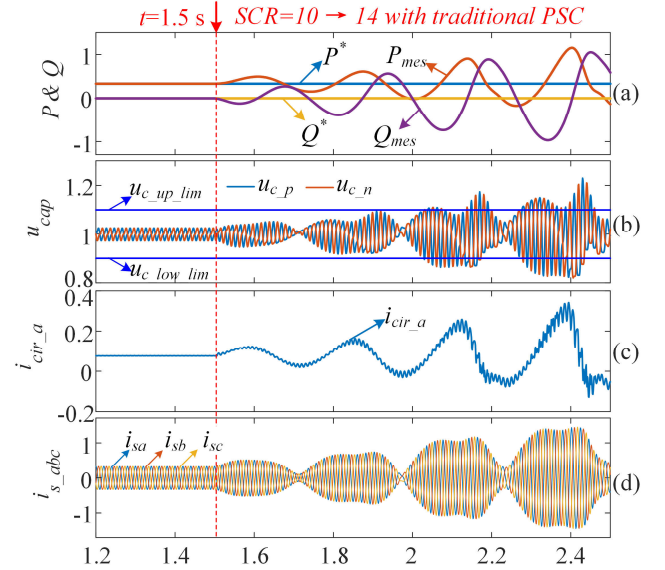 t=1.5 s SCR=10 → 14 with traditional PSC
P & Q
1
0
-1
P*
P_mes
Q*
Q_mes
(a)
u_cap
1.2
1
0.8
u_c_up_lim
u_c_p
u_c_n
u_c_low_lim
(b)
i_cir_a
0.4
0.2
0
-0.2
i_cir_a
(c)
i_s_abc
1
0
-1
i_sa
i_sb
i_sc
(d)
1.2 1.4 1.6 1.8 2 2.2 2.4